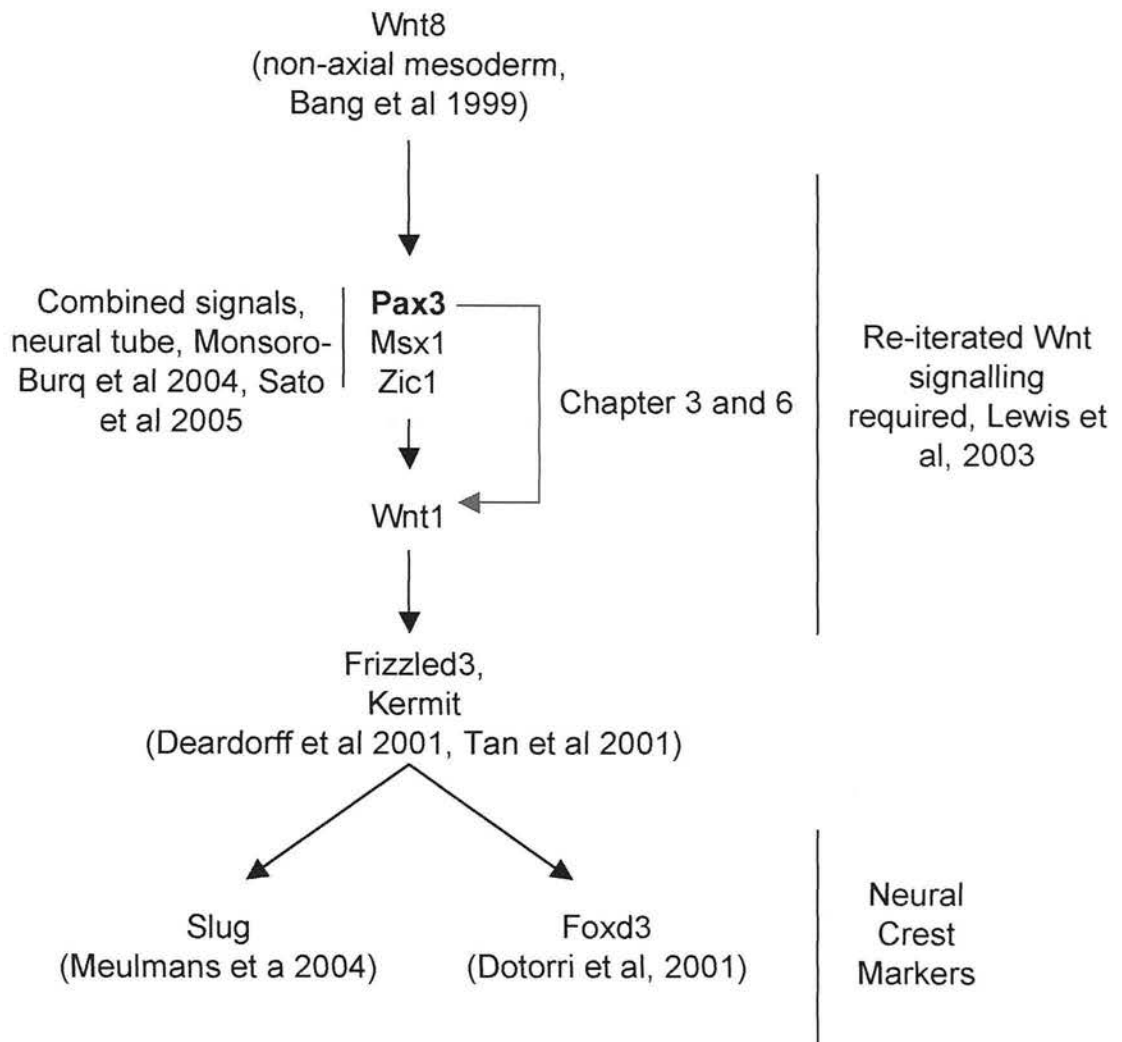 Wnt8
(non-axial mesoderm,
Bang et al 1999)
Combined signals,
neural tube, Monsoro-
Burq et al 2004, Sato
et al 2005
Pax3
Msx1
Zic1
Chapter 3 and 6
Re-iterated Wnt
signalling
required, Lewis et
al, 2003
Wnt1
Frizzled3,
Kermit
(Deardorff et al 2001, Tan et al 2001)
Slug
(Meulmans et a 2004)
Foxd3
(Dotorri et al, 2001)
Neural
Crest
Markers